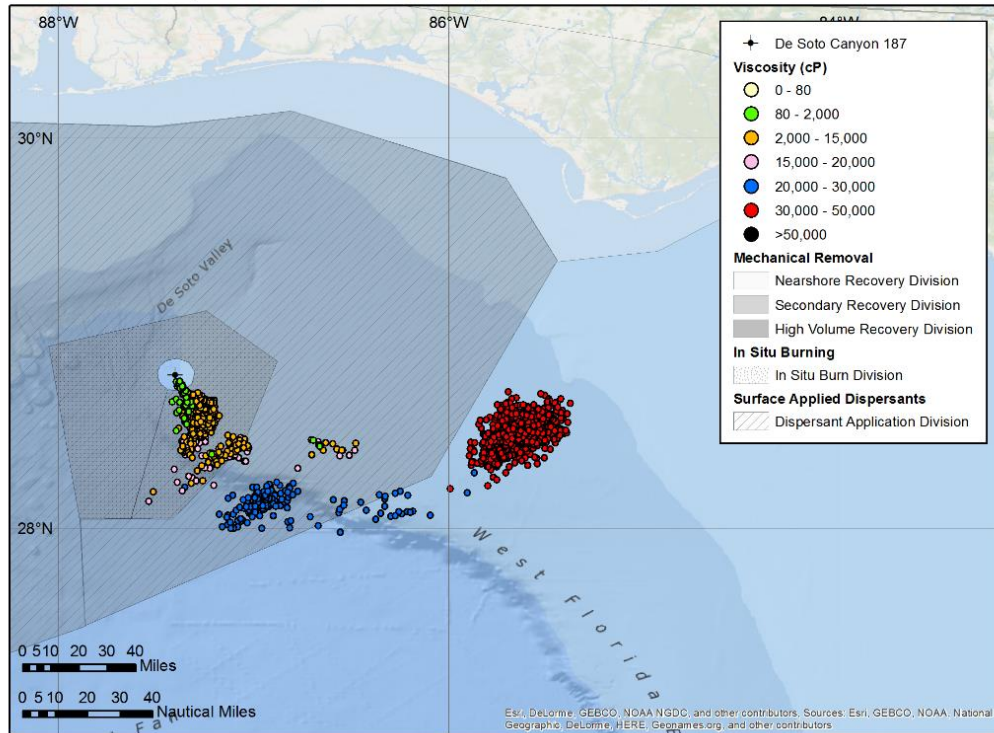 88°W
86°W
84°W
30°N
28°N
De Soto Valley
West Florida E
Fan
0 5 10 20 30 40
Miles
0 5 10 20 30 40
Nautical Miles
De Soto Canyon 187
Viscosity (cP)
0 - 80
80 - 2,000
2,000 - 15,000
15,000 - 20,000
20,000 - 30,000
30,000 - 50,000
>50,000
Mechanical Removal
Nearshore Recovery Division
Secondary Recovery Division
High Volume Recovery Division
In Situ Burning
In Situ Burn Division
Surface Applied Dispersants
Dispersant Application Division
Esri, DeLorme, GEBCO, NOAA NGDC, and other contributors, Sources: Esri, GEBCO, NOAA, National
Geographic, DeLorme, HERE, Geonames.org, and other contributors